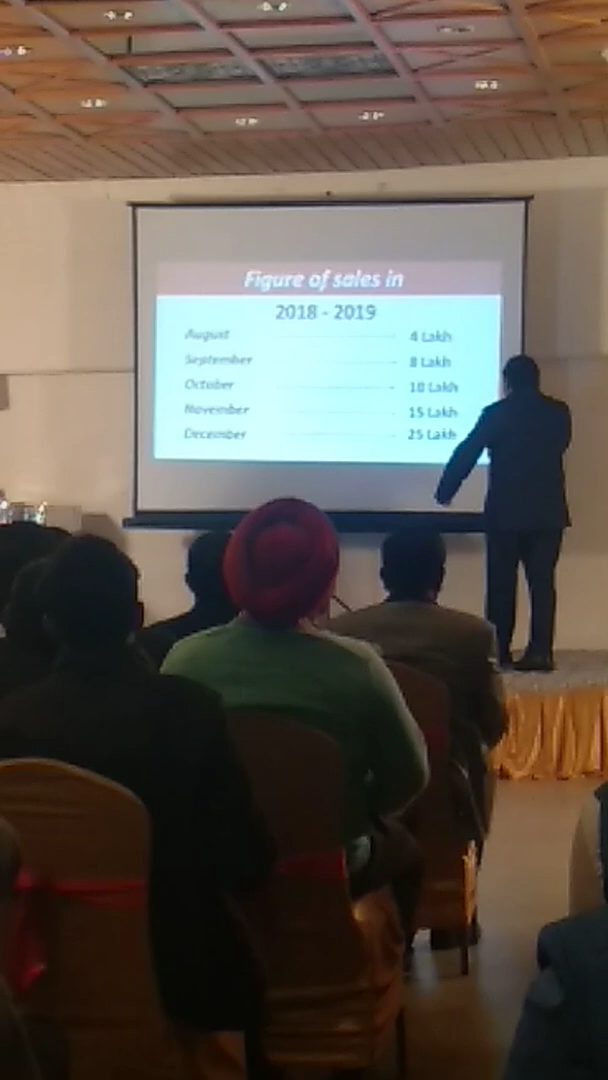 Figure of sales in
2018 - 2019
August ---------- 4 Lakh
September ---------- 8 Lakh
October ---------- 10 Lakh
November ---------- 15 Lakh
December ---------- 25 Lakh